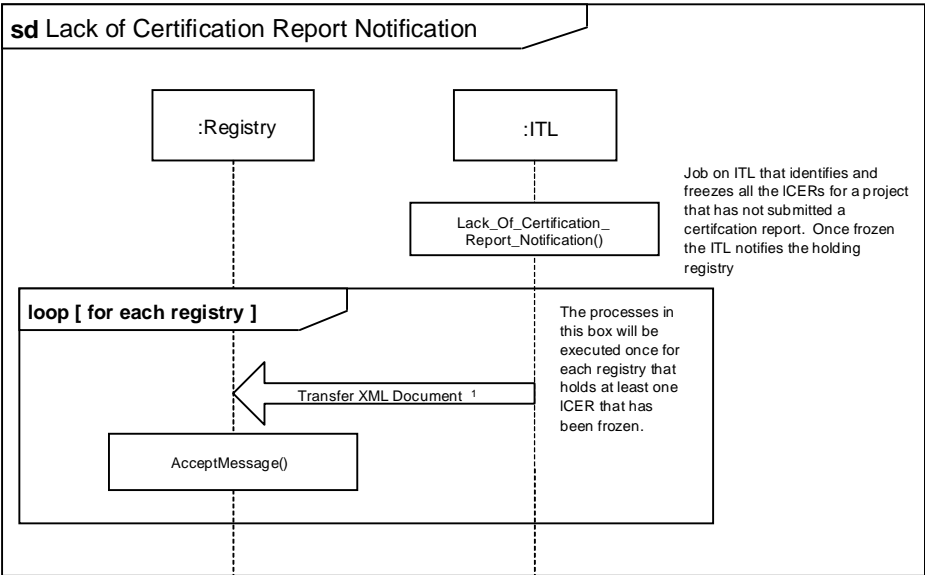 sd Lack of Certification Report Notification
:Registry
:ITL
Job on ITL that identifies and
freezes all the lCERs for a project
that has not submitted a
certifcation report. Once frozen
the ITL notifies the holding
registry
Lack_Of_Certification_
Report_Notification()
loop [ for each registry ]
The processes in
this box will be
executed once for
each registry that
holds at least one
lCER that has
been frozen.
Transfer XML Document 1
AcceptMessage()